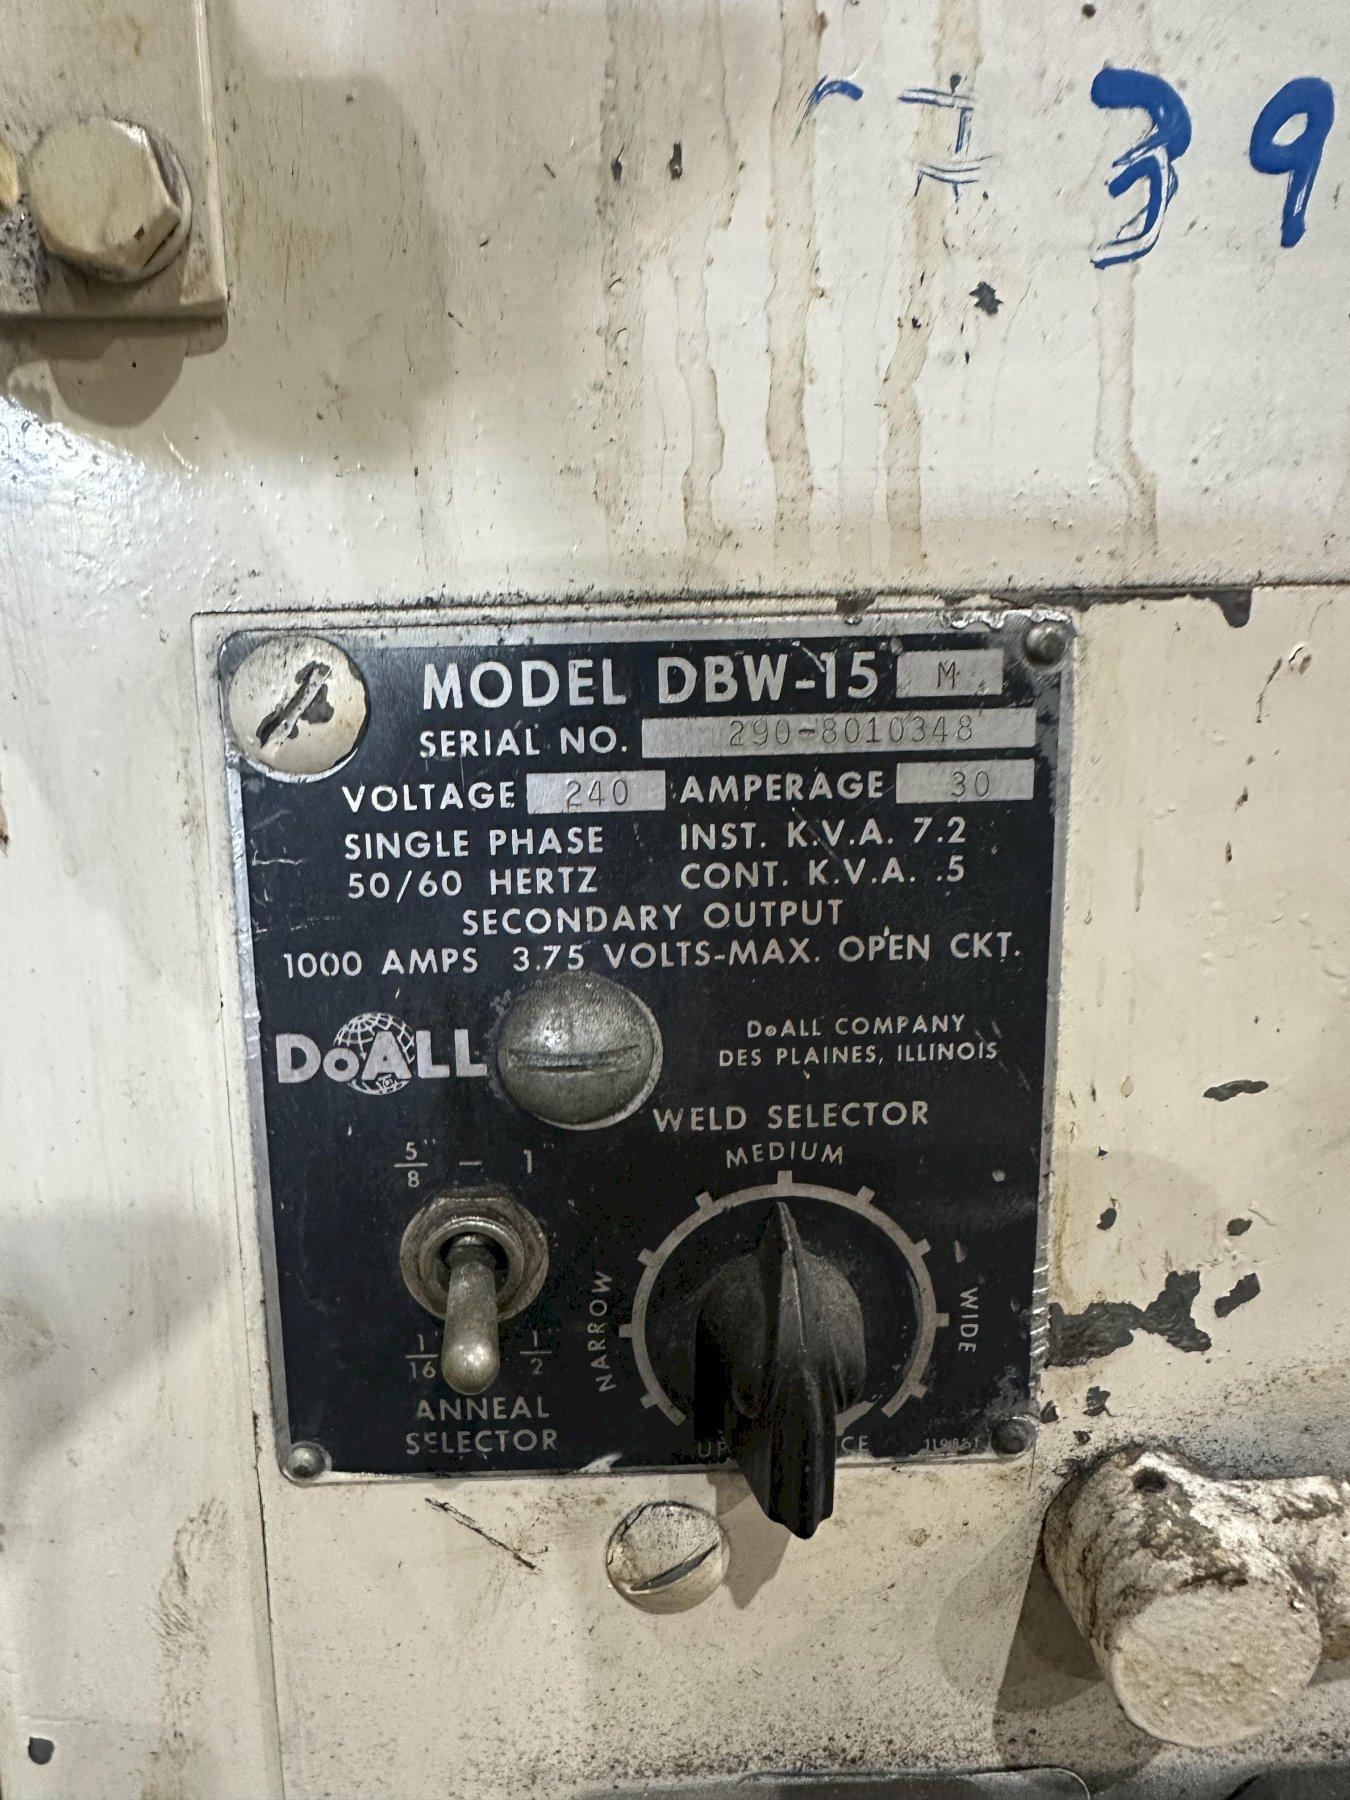 39
MODEL DBW-15 M
SERIAL NO. 290-8010348
VOLTAGE 240 AMPERAGE 30
SINGLE PHASE INST. K.V.A. 7.2
50/60 HERTZ CONT. K.V.A. .5
SECONDARY OUTPUT
1000 AMPS 3.75 VOLTS-MAX. OPEN CKT.
DoALL
DoALL COMPANY
DES PLAINES, ILLINOIS
WELD SELECTOR
MEDIUM
NARROW
WIDE
5/8" — 1"
1/16 1/2
ANNEAL
SELECTOR